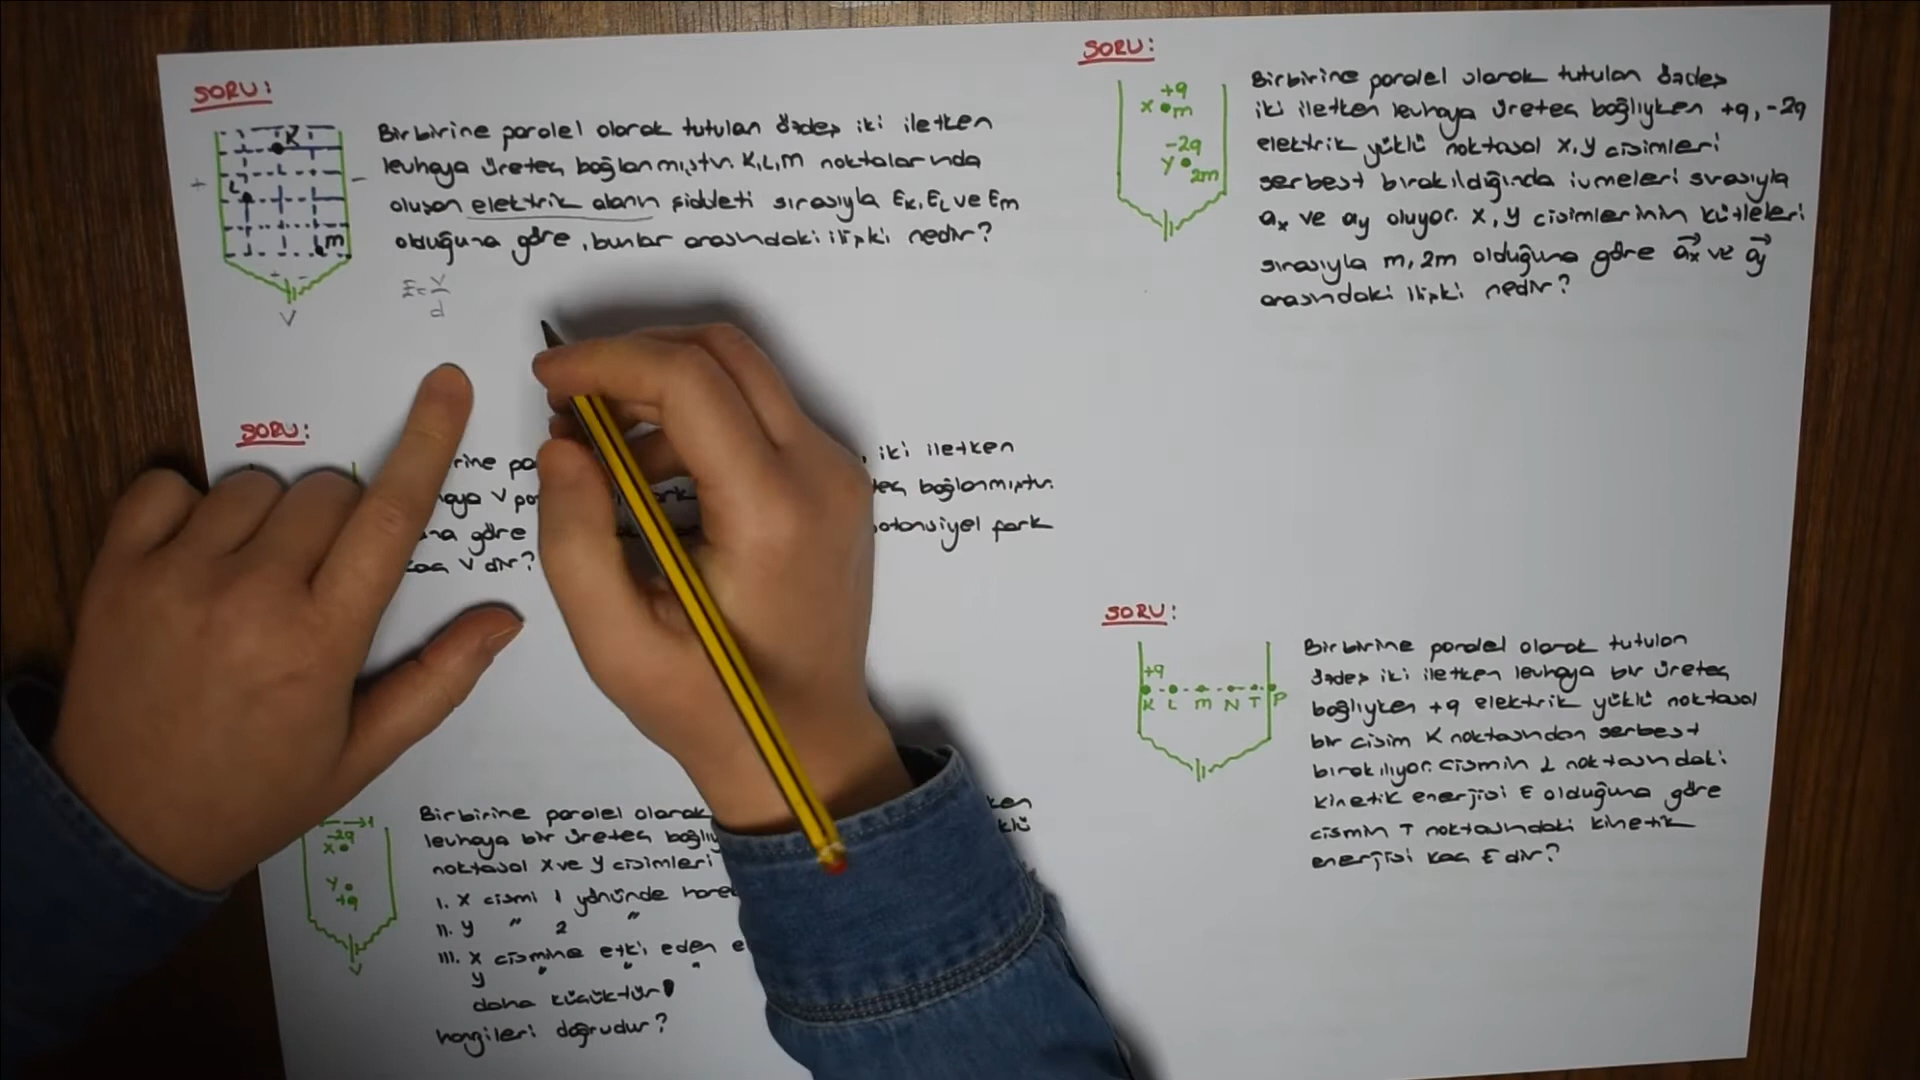 SORU:
K
L
m
+
-
+ -
V
Birbirine paralel olarak tutulan özdeş iki iletken
levhaya üreteç bağlanmıştır. K, L, M noktalarında
oluşan elektrik alanın şiddeti sırasıyla EK, EL ve Em
olduğuna göre, bunlar arasındaki ilişki nedir?
E=V
d
SORU:
iki iletken
bağlanmıştır.
göre
potansiyel fark
kaç V dir?
1
-2q
X
Y
+q
V
Birbirine paralel olarak
levhaya bir üreteç
noktasal X ve Y cisimleri
I. X cismi 1 yönünde
II. Y " 2 "
III. X cismine etki eden
Y " " "
daha küçüktür
hangileri doğrudur?
SORU:
+q
X m
-2q
Y
2m
Birbirine paralel olarak tutulan özdeş
iki iletken levhaya üreteç bağlıyken +q, -2q
elektrik yüklü noktasal X, Y cisimleri
serbest bırakıldığında ivmeleri sırasıyla
ax ve ay oluyor. X, Y cisimlerinin kütleleri
sırasıyla m, 2m olduğuna göre ax ve ay
arasındaki ilişki nedir?
SORU:
+q
K L m N T P
Birbirine paralel olarak tutulan
özdeş iki iletken levhaya bir üreteç
bağlıyken +q elektrik yüklü noktasal
bir cisim K noktasından serbest
bırakılıyor. Cismin L noktasındaki
kinetik enerjisi E olduğuna göre
cismin T noktasındaki kinetik
enerjisi kaç E dir?